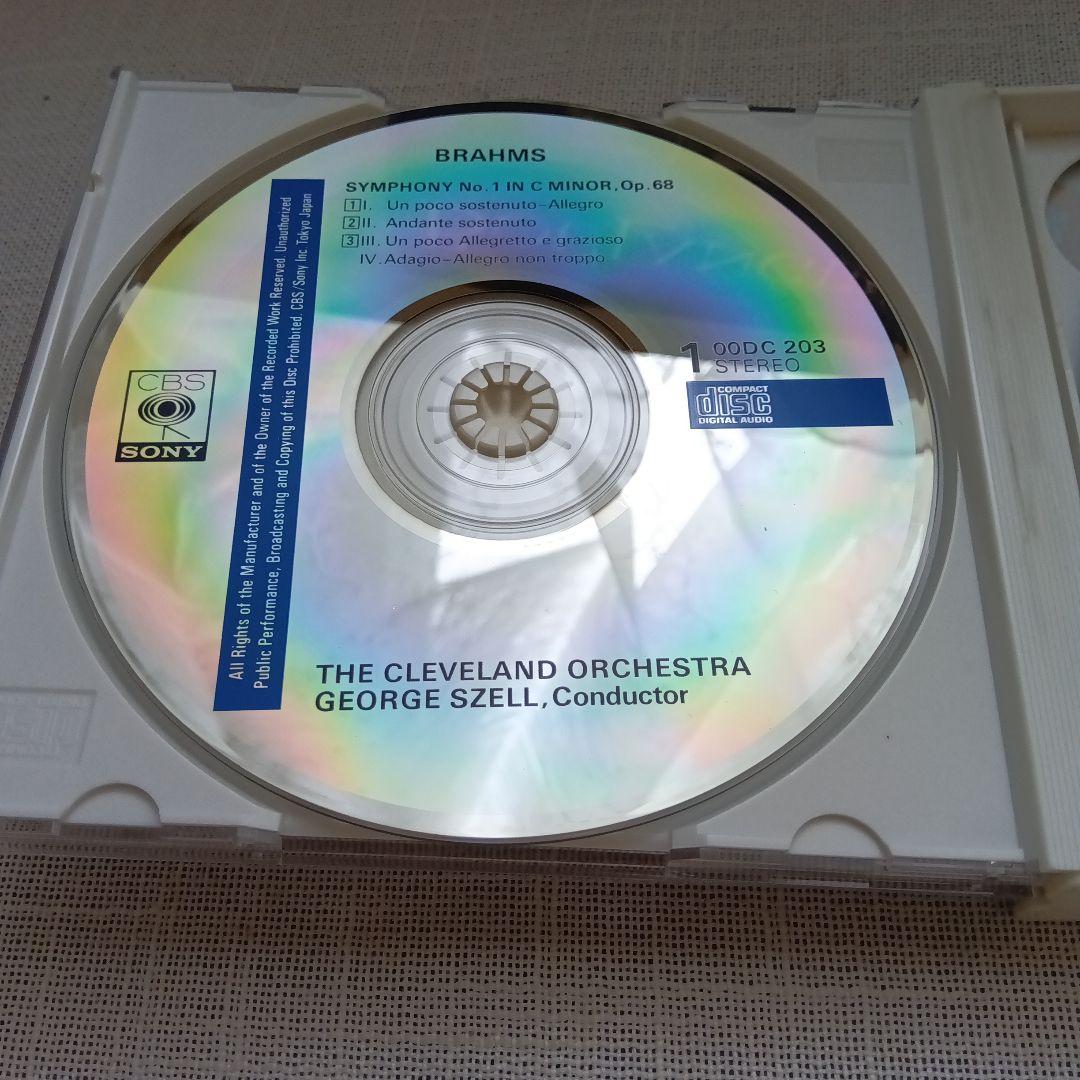 BRAHMS
SYMPHONY No. 1 IN C MINOR, Op. 68
1 I. Un poco sostenuto–Allegro
2 II. Andante sostenuto
3 III. Un poco Allegretto e grazioso
IV. Adagio–Allegro non troppo
1 00DC 203
STEREO
COMPACT
disc
DIGITAL AUDIO
CBS
SONY
All Rights of the Manufacturer and of the Owner of the Recorded Work Reserved. Unauthorized
Public Performance, Broadcasting and Copying of this Disc Prohibited. CBS/Sony Inc. Tokyo Japan
THE CLEVELAND ORCHESTRA
GEORGE SZELL, Conductor